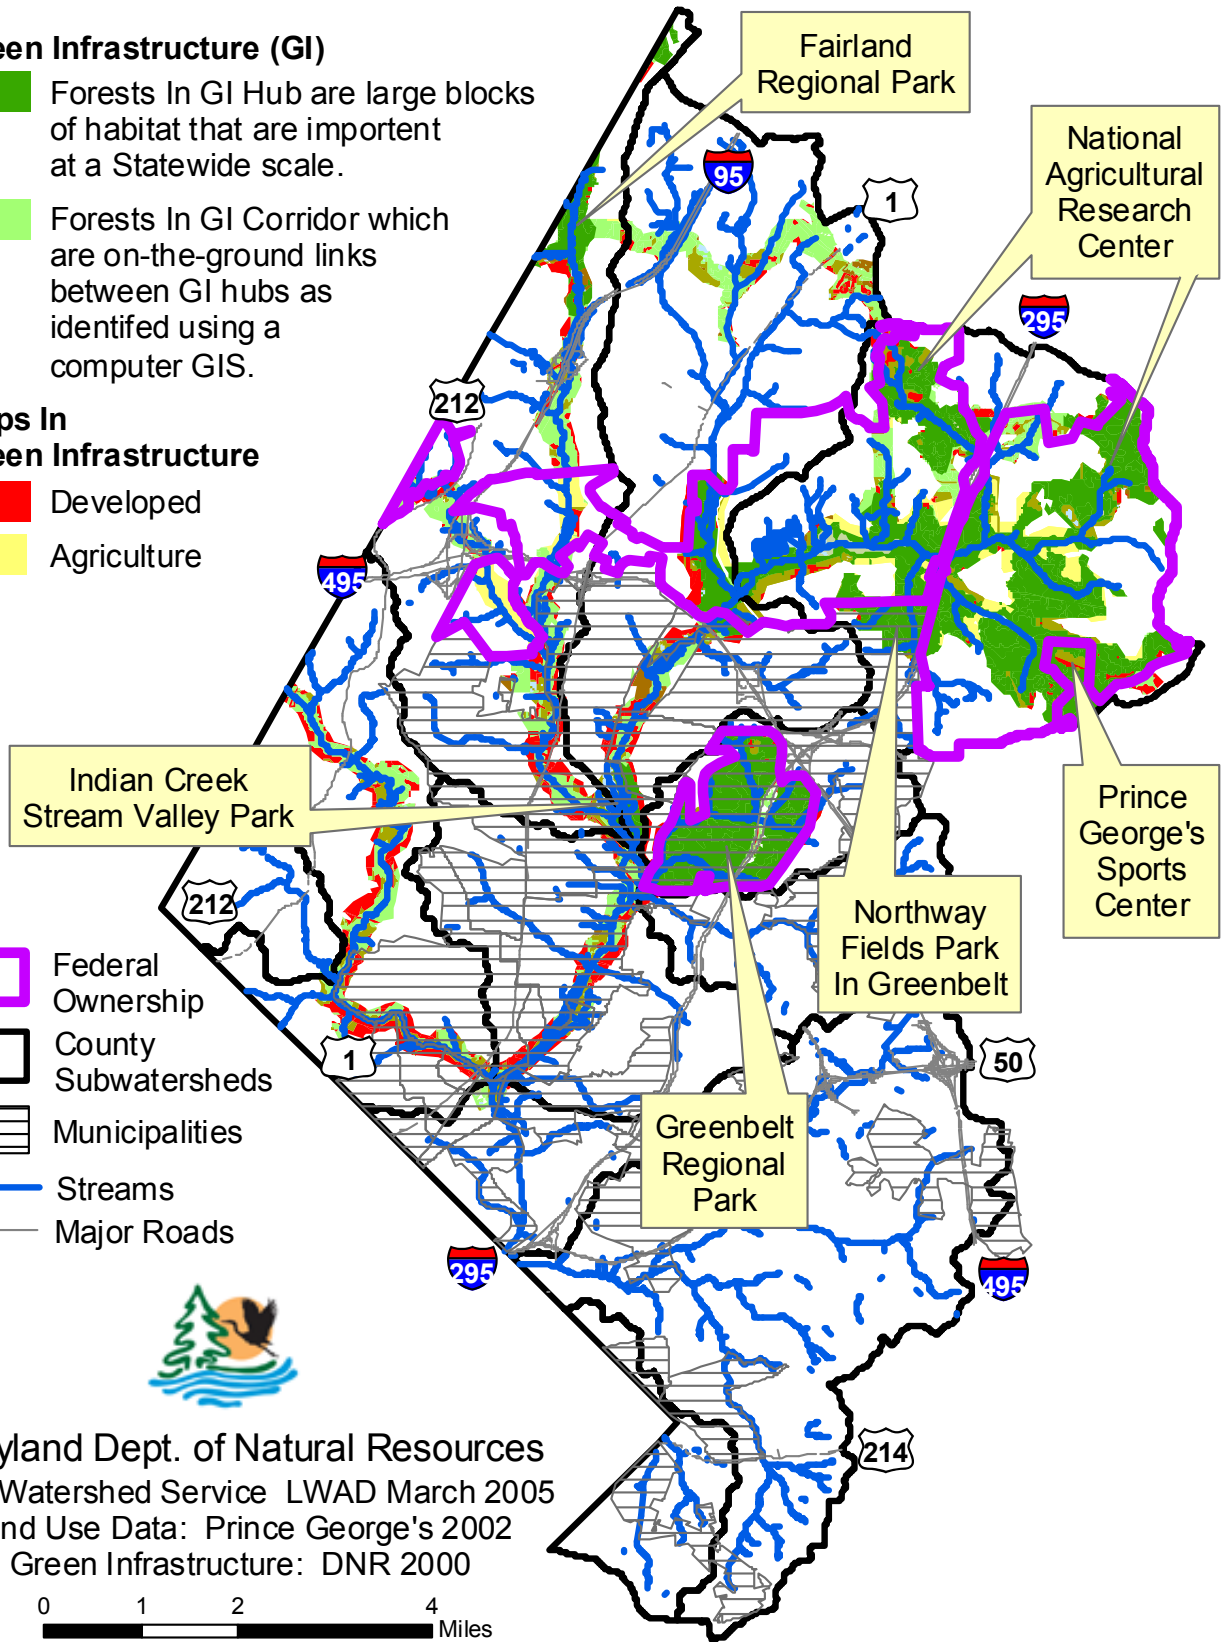 een Infrastructure (GI)
Forests In GI Hub are large blocks
of habitat that are importent
at a Statewide scale.
Forests In GI Corridor which
are on-the-ground links
between GI hubs as
identifed using a
computer GIS.
ps In
een Infrastructure
Developed
Agriculture
Fairland
Regional Park
National
Agricultural
Research
Center
95
1
295
212
495
Indian Creek
Stream Valley Park
Prince
George's
Sports
Center
Northway
Fields Park
In Greenbelt
212
Federal
Ownership
County
Subwatersheds
Municipalities
Streams
Major Roads
1
50
Greenbelt
Regional
Park
295
495
214
yland Dept. of Natural Resources
Watershed Service LWAD March 2005
nd Use Data: Prince George's 2002
Green Infrastructure: DNR 2000
0 1 2 4
Miles